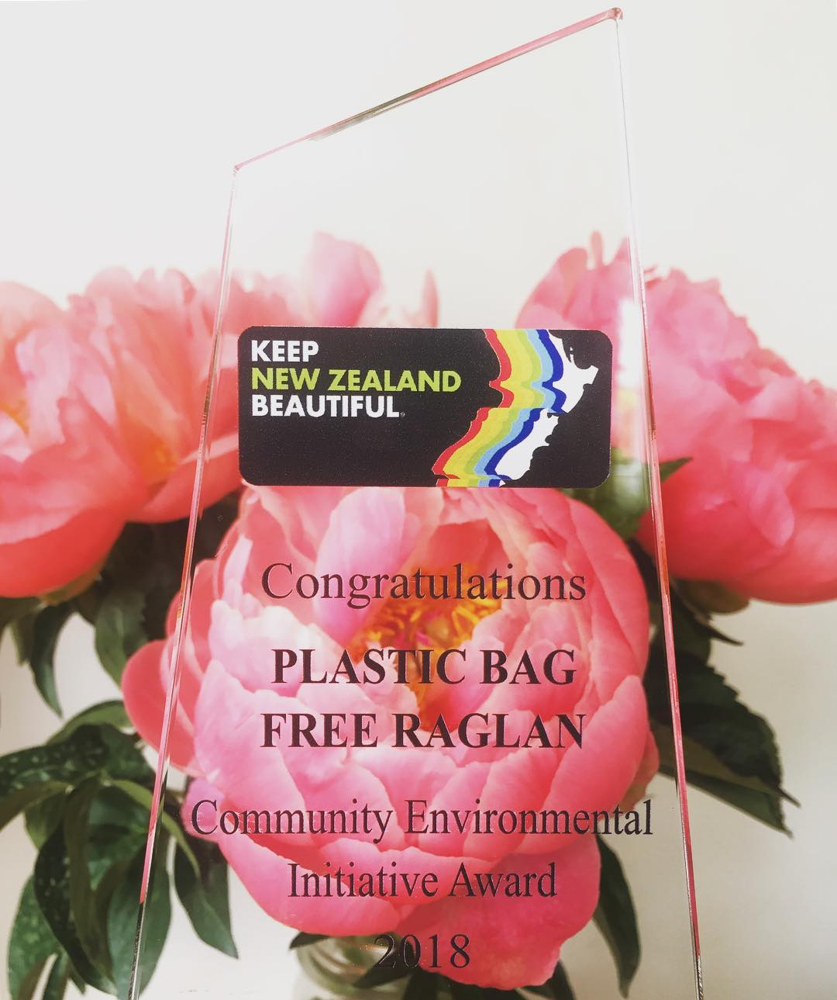 KEEP
NEW ZEALAND
BEAUTIFUL
Congratulations
PLASTIC BAG
FREE RAGLAN
Community Environmental
Initiative Award
2018